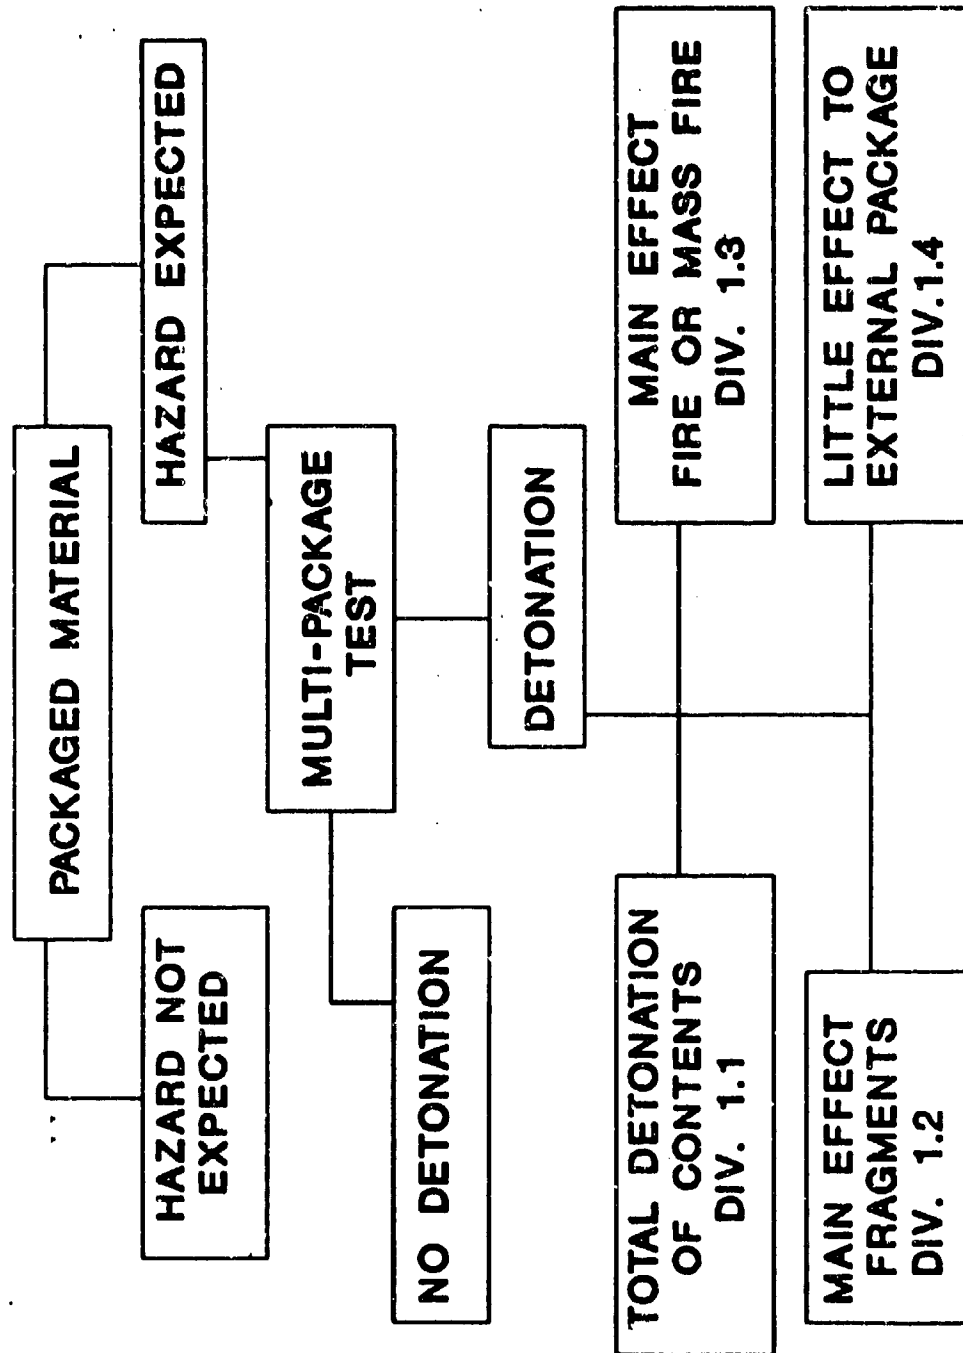 PACKAGED MATERIAL
HAZARD NOT
EXPECTED
HAZARD EXPECTED
MULTI-PACKAGE
TEST
NO DETONATION
DETONATION
TOTAL DETONATION
OF CONTENTS
DIV. 1.1
MAIN EFFECT
FIRE OR MASS FIRE
DIV. 1.3
MAIN EFFECT
FRAGMENTS
DIV. 1.2
LITTLE EFFECT TO
EXTERNAL PACKAGE
DIV.1.4